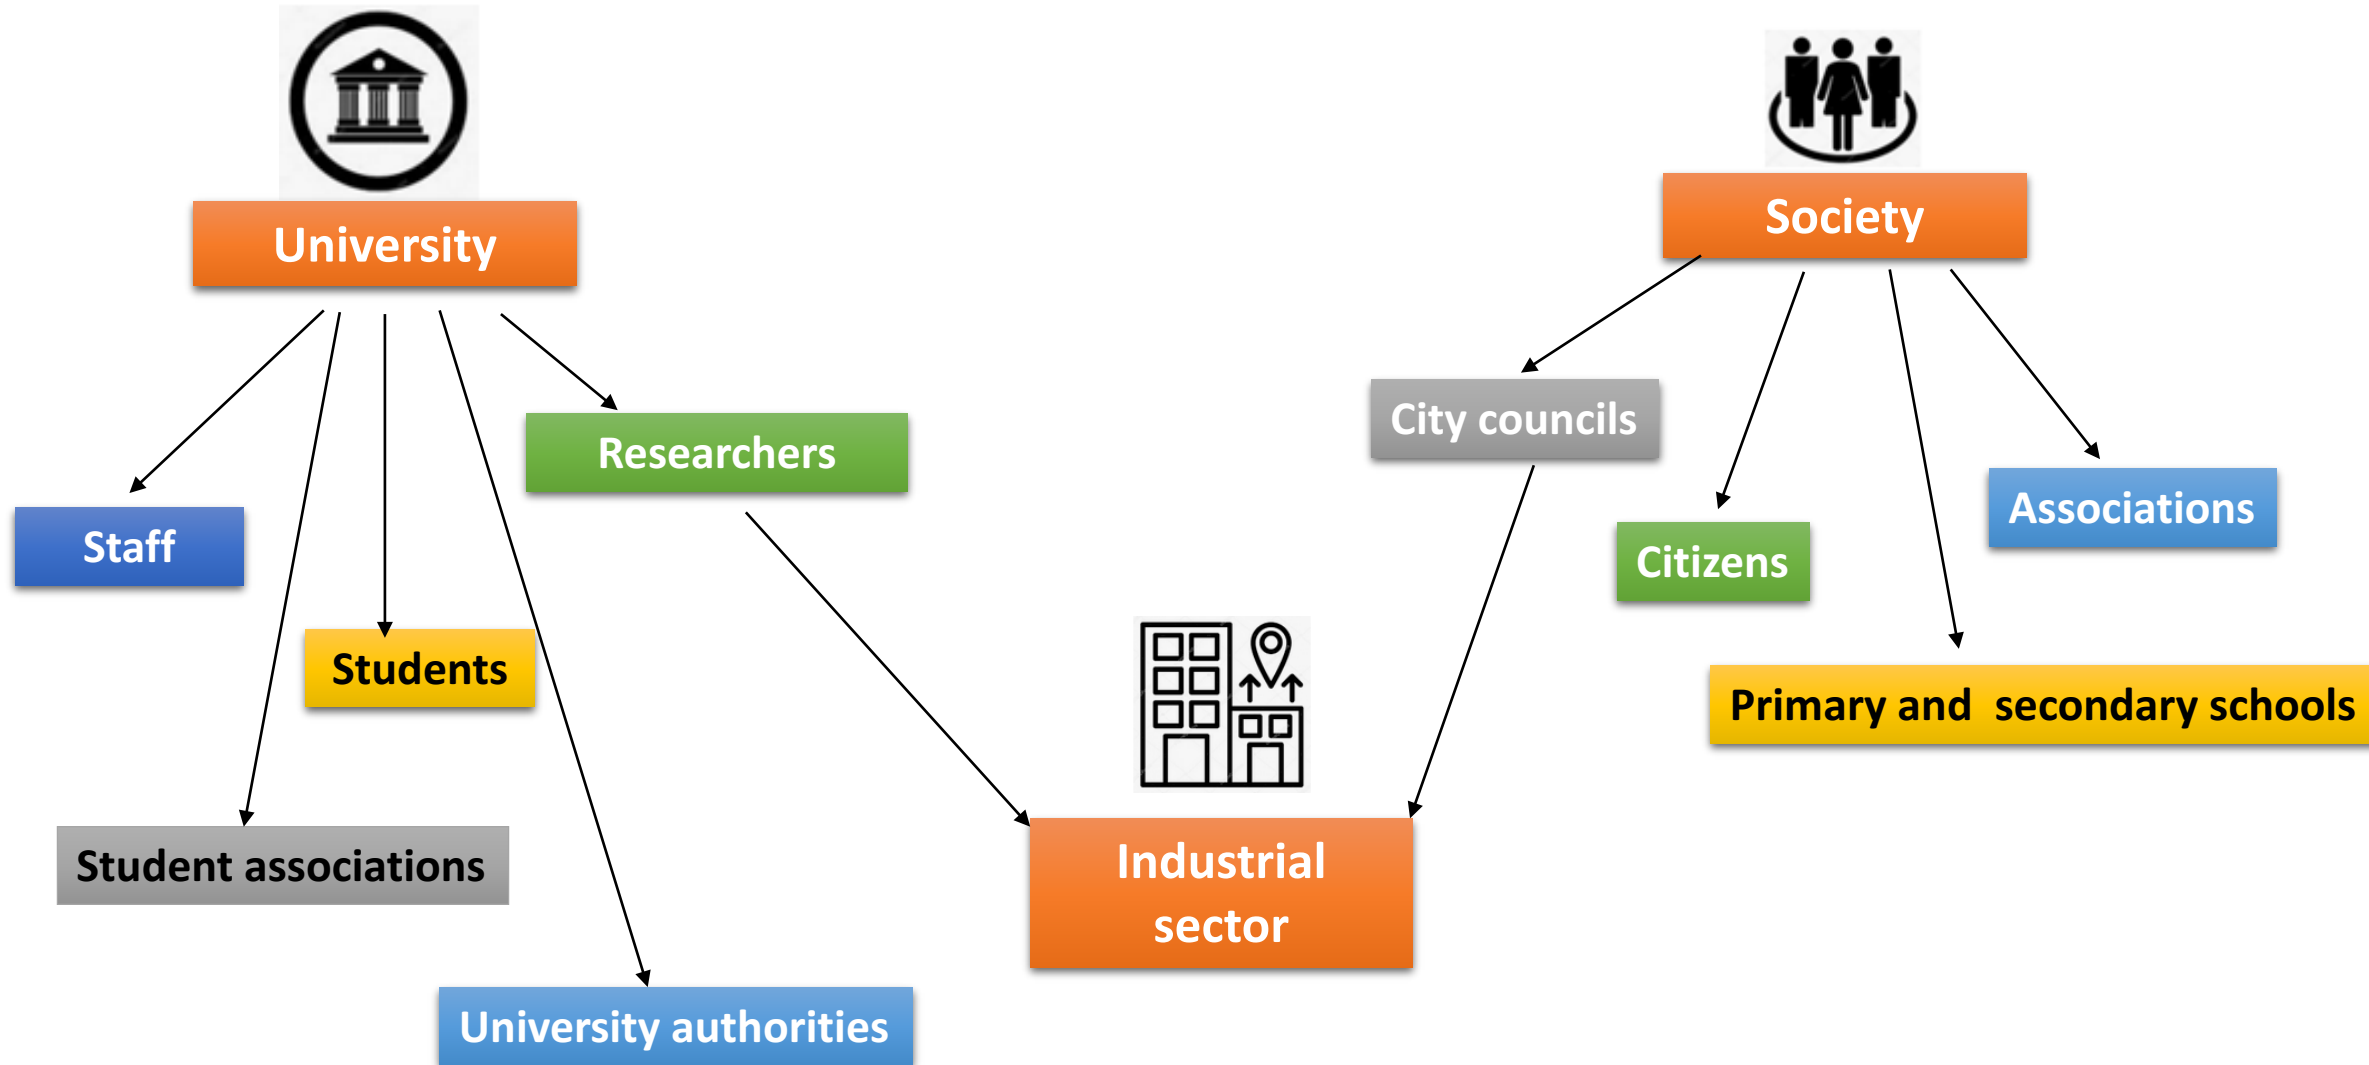 University
Society
City councils
Researchers
Associations
Staff
Citizens
Students
Primary and  secondary schools
Student associations
Industrial
sector
University authorities